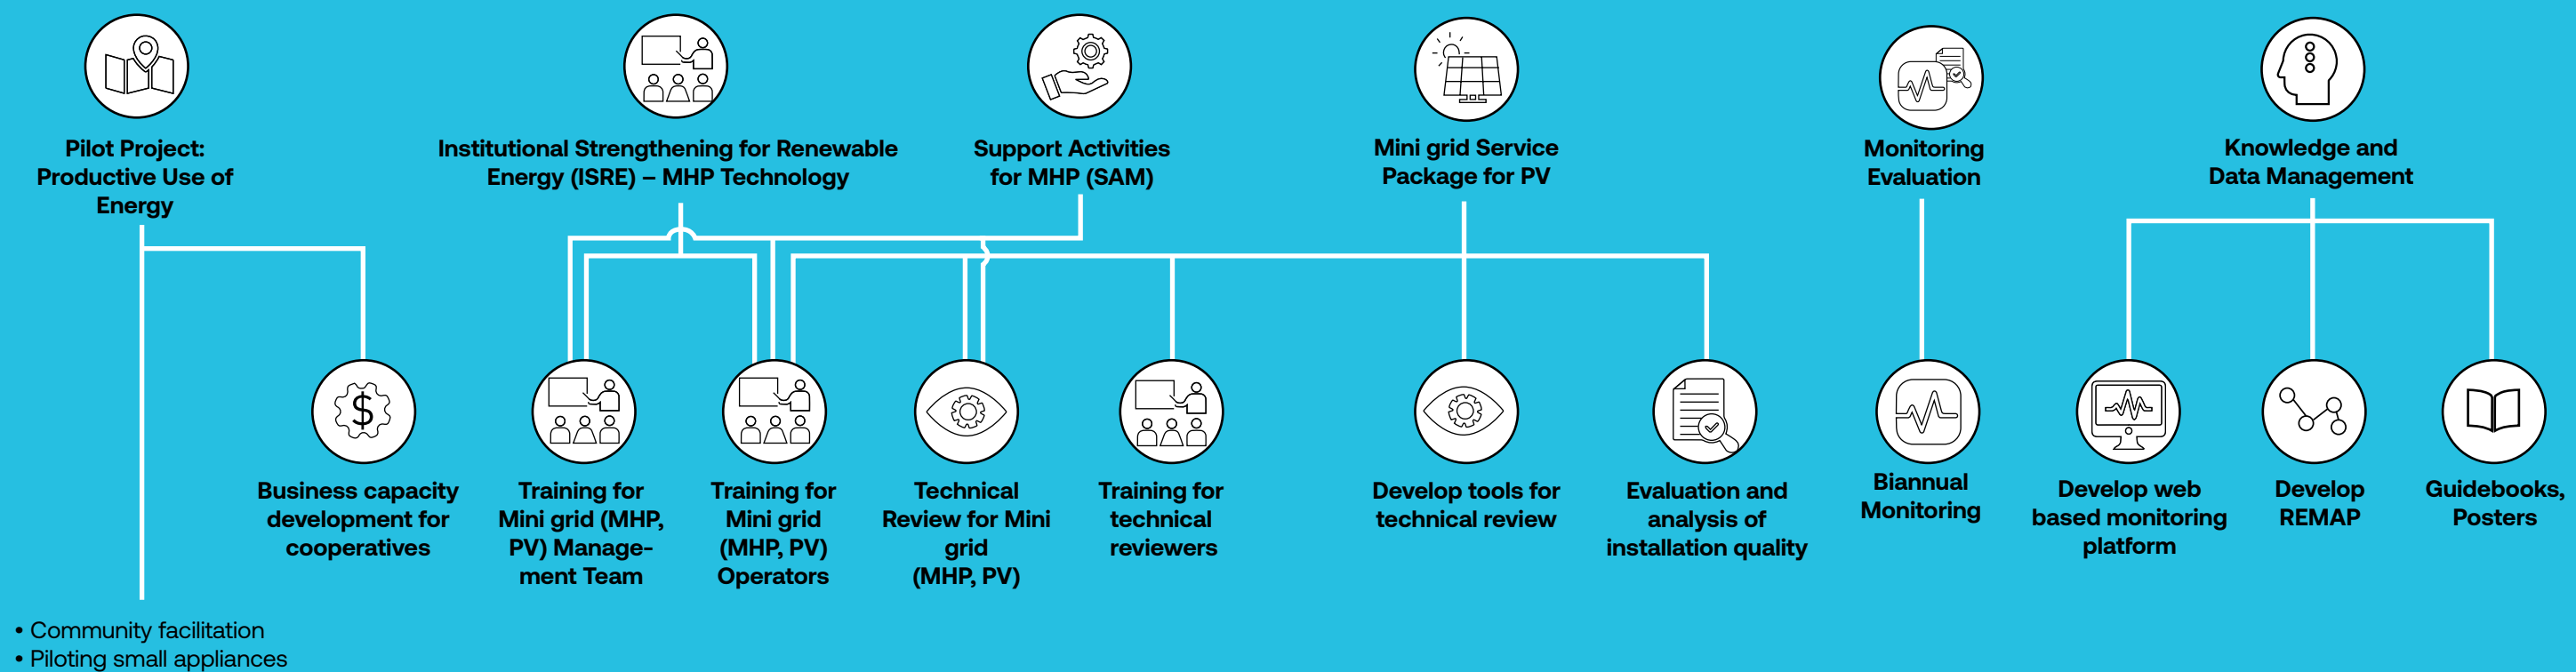 Pilot Project:
Productive Use of
Energy
Institutional Strengthening for Renewable
Energy (ISRE) – MHP Technology
Support Activities
for MHP (SAM)
Mini grid Service
Package for PV
Monitoring
Evaluation
Knowledge and
Data Management
$
Business capacity
development for
cooperatives
Training for
Mini grid (MHP,
PV) Manage-
ment Team
Training for
Mini grid
(MHP, PV)
Operators
Technical
Review for Mini
grid
(MHP, PV)
Training for
technical
reviewers
Develop tools for
technical review
Evaluation and
analysis of
installation quality
Biannual
Monitoring
Develop web
based monitoring
platform
Develop
REMAP
Guidebooks,
Posters
• Community facilitation
• Piloting small appliances